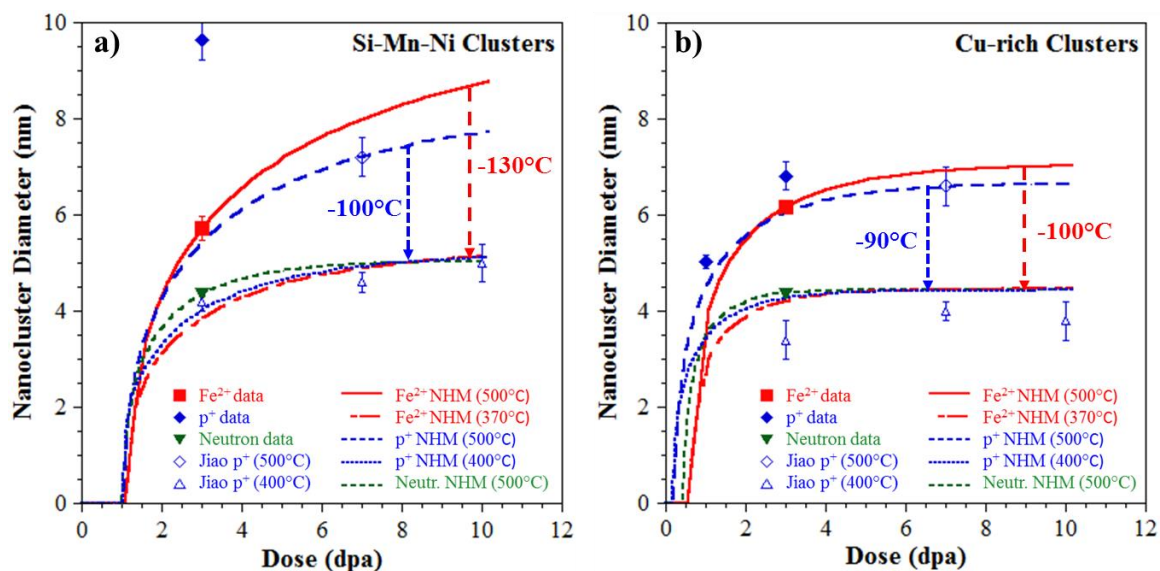 a)
Si-Mn-Ni Clusters
Nanocluster Diameter (nm)
10
8
6
4
2
0
-130°C
-100°C
Fe²⁺ data
p⁺ data
Neutron data
Jiao p⁺ (500°C)
Jiao p⁺ (400°C)
Fe²⁺ NHM (500°C)
Fe²⁺ NHM (370°C)
p⁺ NHM (500°C)
p⁺ NHM (400°C)
Neutr. NHM (500°C)
0 2 4 6 8 10 12
Dose (dpa)
b)
Cu-rich Clusters
Nanocluster Diameter (nm)
10
8
6
4
2
0
-90°C
-100°C
Fe²⁺ data
p⁺ data
Neutron data
Jiao p⁺ (500°C)
Jiao p⁺ (400°C)
Fe²⁺ NHM (500°C)
Fe²⁺ NHM (370°C)
p⁺ NHM (500°C)
p⁺ NHM (400°C)
Neutr. NHM (500°C)
0 2 4 6 8 10 12
Dose (dpa)